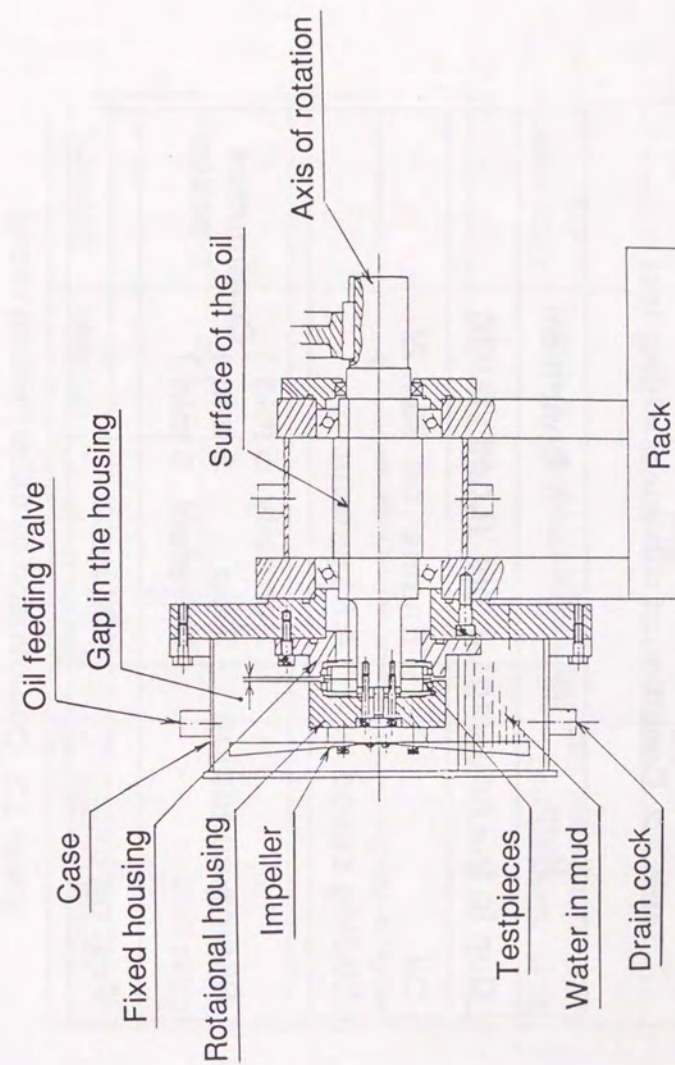 Oil feeding valve
Gap in the housing
Case
Fixed housing
Rotaional housing
Impeller
Surface of the oil
Axis of rotation
Testpieces
Water in mud
Drain cock
Rack